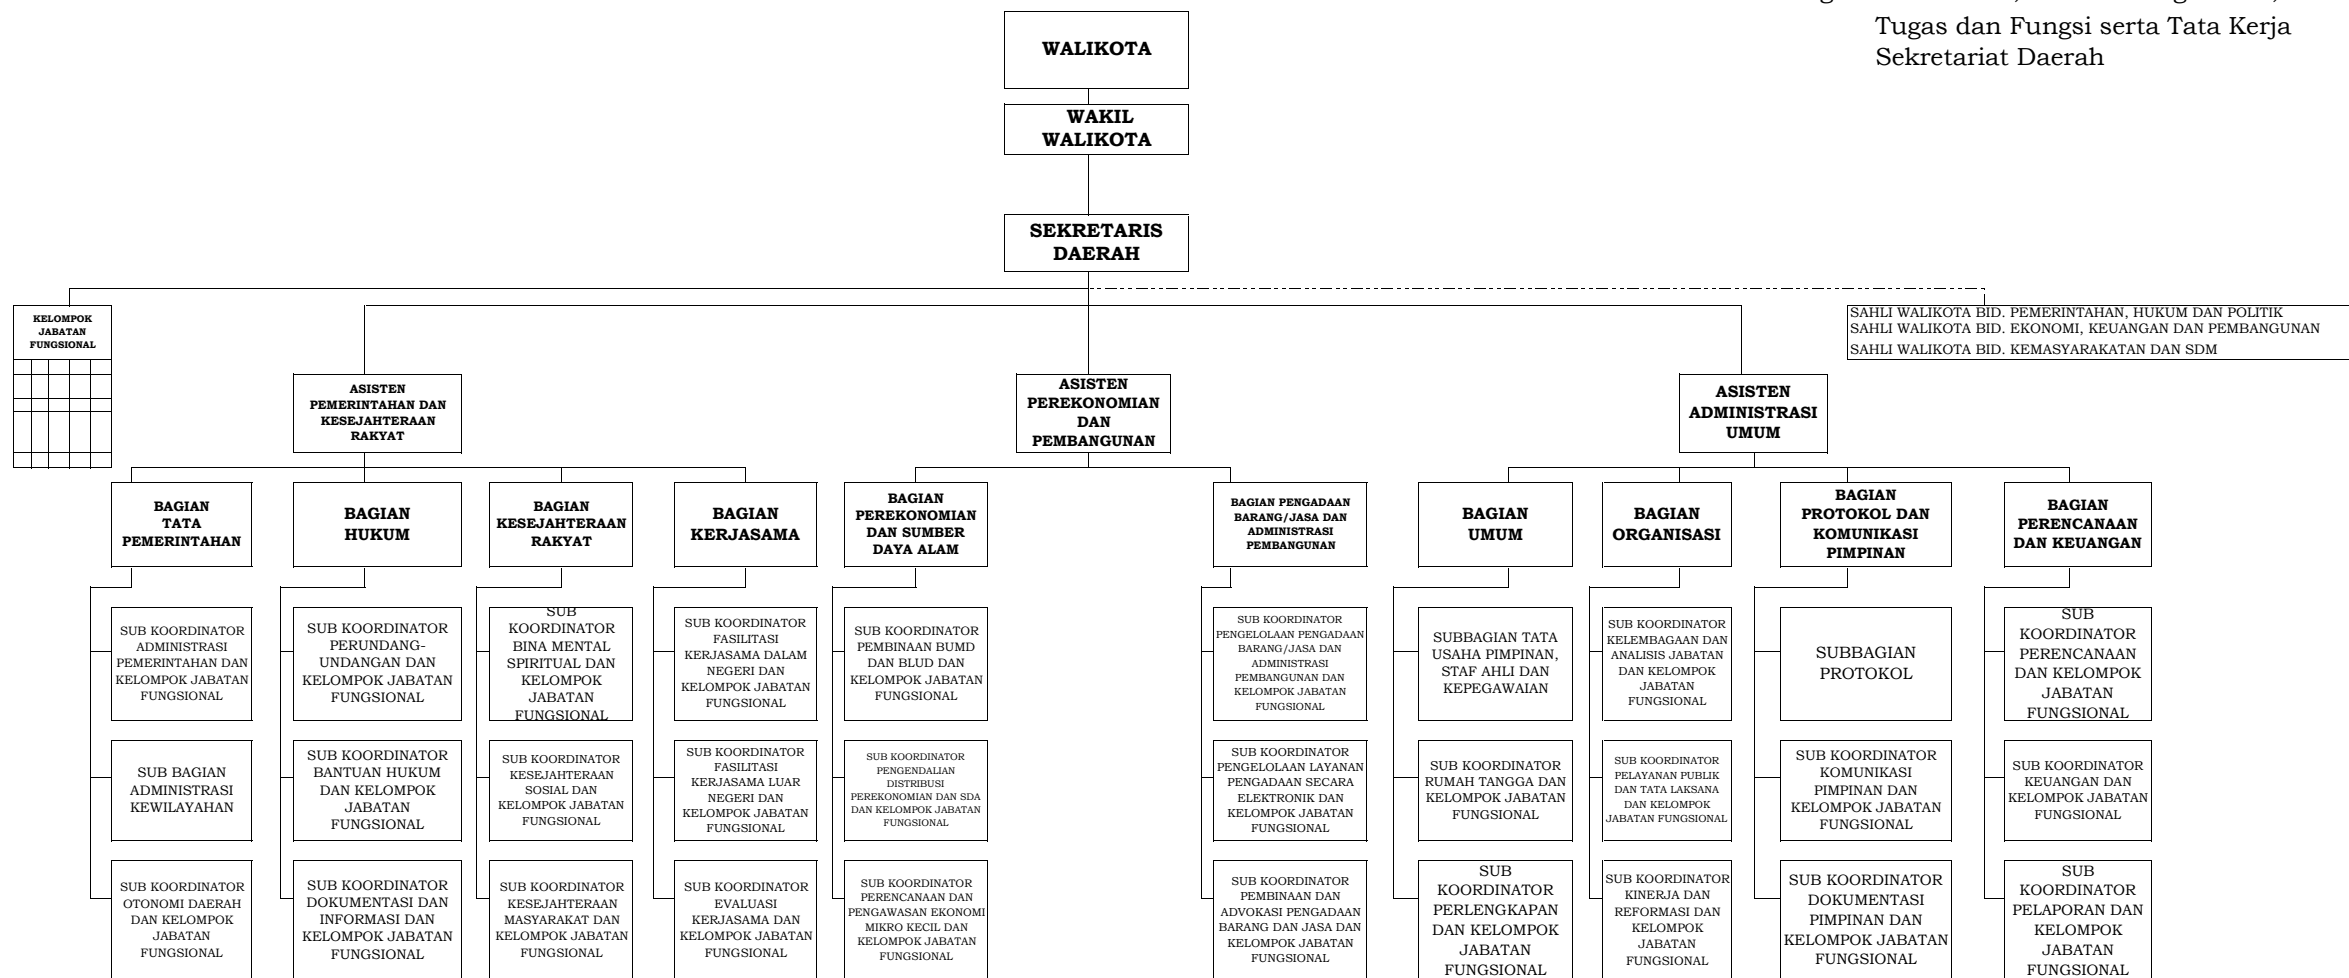 Tugas dan Fungsi serta Tata Kerja
Sekretariat Daerah
WALIKOTA
WAKIL
WALIKOTA
SEKRETARIS
DAERAH
KELOMPOK
JABATAN
FUNGSIONAL
SAHLI WALIKOTA BID. PEMERINTAHAN, HUKUM DAN POLITIK
SAHLI WALIKOTA BID. EKONOMI, KEUANGAN DAN PEMBANGUNAN
SAHLI WALIKOTA BID. KEMASYARAKATAN DAN SDM
ASISTEN
PEMERINTAHAN DAN
KESEJAHTERAAN
RAKYAT
ASISTEN
PEREKONOMIAN
DAN
PEMBANGUNAN
ASISTEN
ADMINISTRASI
UMUM
BAGIAN
TATA
PEMERINTAHAN
BAGIAN
HUKUM
BAGIAN
KESEJAHTERAAN
RAKYAT
BAGIAN
KERJASAMA
BAGIAN
PEREKONOMIAN
DAN SUMBER
DAYA ALAM
BAGIAN PENGADAAN
BARANG/JASA DAN
ADMINISTRASI
PEMBANGUNAN
BAGIAN
UMUM
BAGIAN
ORGANISASI
BAGIAN
PROTOKOL DAN
KOMUNIKASI
PIMPINAN
BAGIAN
PERENCANAAN
DAN KEUANGAN
SUB KOORDINATOR
ADMINISTRASI
PEMERINTAHAN DAN
KELOMPOK JABATAN
FUNGSIONAL
SUB KOORDINATOR
PERUNDANG-
UNDANGAN DAN
KELOMPOK JABATAN
FUNGSIONAL
SUB
KOORDINATOR
BINA MENTAL
SPIRITUAL DAN
KELOMPOK
JABATAN
FUNGSIONAL
SUB KOORDINATOR
FASILITASI
KERJASAMA DALAM
NEGERI DAN
KELOMPOK JABATAN
FUNGSIONAL
SUB KOORDINATOR
PEMBINAAN BUMD
DAN BLUD DAN
KELOMPOK JABATAN
FUNGSIONAL
SUB KOORDINATOR
PENGELOLAAN PENGADAAN
BARANG/JASA DAN
ADMINISTRASI
PEMBANGUNAN DAN
KELOMPOK JABATAN
FUNGSIONAL
SUBBAGIAN TATA
USAHA PIMPINAN,
STAF AHLI DAN
KEPEGAWAIAN
SUB KOORDINATOR
KELEMBAGAAN DAN
ANALISIS JABATAN
DAN KELOMPOK
JABATAN
FUNGSIONAL
SUBBAGIAN
PROTOKOL
SUB
KOORDINATOR
PERENCANAAN
DAN KELOMPOK
JABATAN
FUNGSIONAL
SUB BAGIAN
ADMINISTRASI
KEWILAYAHAN
SUB KOORDINATOR
BANTUAN HUKUM
DAN KELOMPOK
JABATAN
FUNGSIONAL
SUB KOORDINATOR
KESEJAHTERAAN
SOSIAL DAN
KELOMPOK JABATAN
FUNGSIONAL
SUB KOORDINATOR
FASILITASI
KERJASAMA LUAR
NEGERI DAN
KELOMPOK JABATAN
FUNGSIONAL
SUB KOORDINATOR
PENGENDALIAN
DISTRIBUSI
PEREKONOMIAN DAN SDA
DAN KELOMPOK JABATAN
FUNGSIONAL
SUB KOORDINATOR
PENGELOLAAN LAYANAN
PENGADAAN SECARA
ELEKTRONIK DAN
KELOMPOK JABATAN
FUNGSIONAL
SUB KOORDINATOR
RUMAH TANGGA DAN
KELOMPOK JABATAN
FUNGSIONAL
SUB KOORDINATOR
PELAYANAN PUBLIK
DAN TATA LAKSANA
DAN KELOMPOK
JABATAN FUNGSIONAL
SUB KOORDINATOR
KOMUNIKASI
PIMPINAN DAN
KELOMPOK JABATAN
FUNGSIONAL
SUB KOORDINATOR
KEUANGAN DAN
KELOMPOK JABATAN
FUNGSIONAL
SUB KOORDINATOR
OTONOMI DAERAH
DAN KELOMPOK
JABATAN
FUNGSIONAL
SUB KOORDINATOR
DOKUMENTASI DAN
INFORMASI DAN
KELOMPOK JABATAN
FUNGSIONAL
SUB KOORDINATOR
KESEJAHTERAAN
MASYARAKAT DAN
KELOMPOK JABATAN
FUNGSIONAL
SUB KOORDINATOR
EVALUASI
KERJASAMA DAN
KELOMPOK JABATAN
FUNGSIONAL
SUB KOORDINATOR
PERENCANAAN DAN
PENGAWASAN EKONOMI
MIKRO KECIL DAN
KELOMPOK JABATAN
FUNGSIONAL
SUB KOORDINATOR
PEMBINAAN DAN
ADVOKASI PENGADAAN
BARANG DAN JASA DAN
KELOMPOK JABATAN
FUNGSIONAL
SUB
KOORDINATOR
PERLENGKAPAN
DAN KELOMPOK
JABATAN
FUNGSIONAL
SUB KOORDINATOR
KINERJA DAN
REFORMASI DAN
KELOMPOK
JABATAN
FUNGSIONAL
SUB KOORDINATOR
DOKUMENTASI
PIMPINAN DAN
KELOMPOK JABATAN
FUNGSIONAL
SUB
KOORDINATOR
PELAPORAN DAN
KELOMPOK
JABATAN
FUNGSIONAL